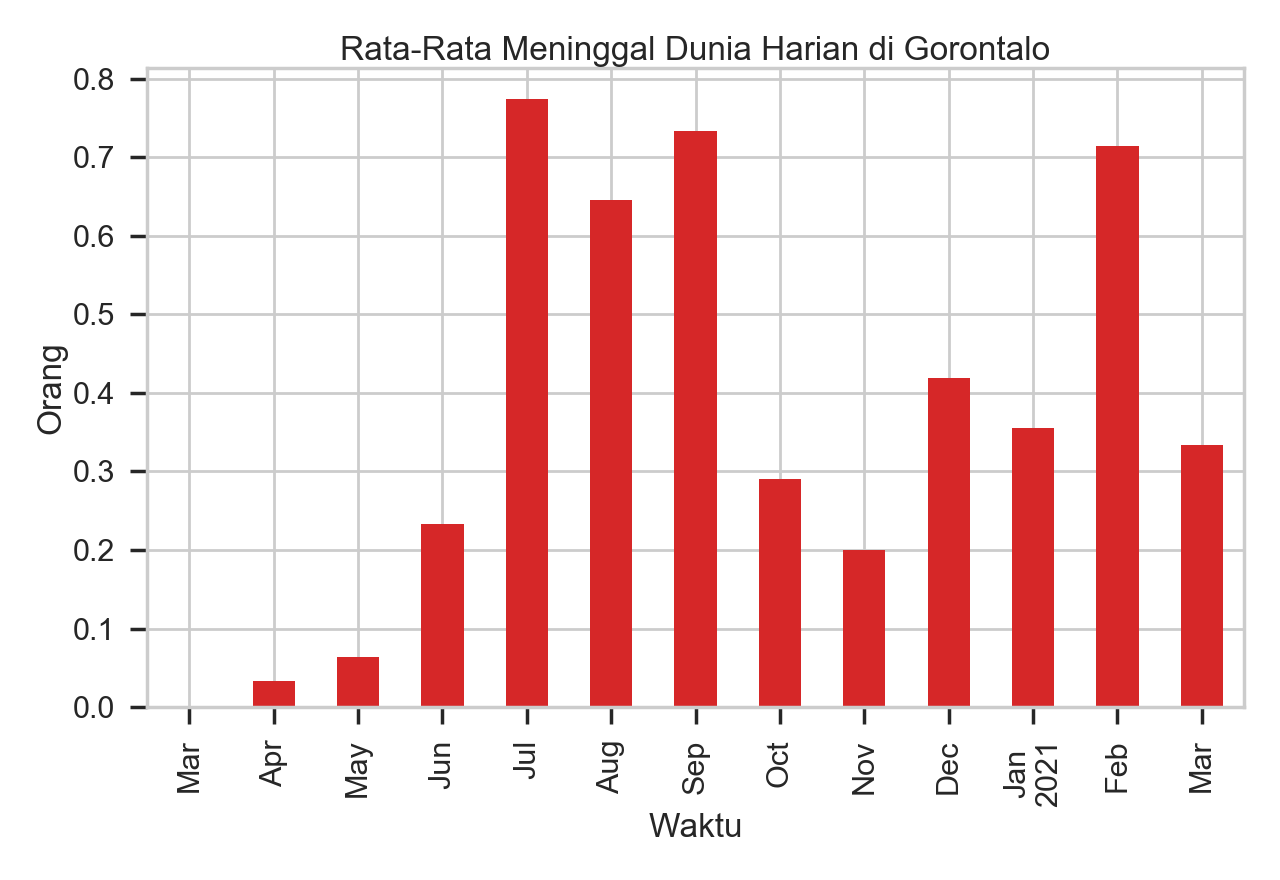 Rata-Rata Meninggal Dunia Harian di Gorontalo
0.8
0.7
0.6
0.5
0.4
0.3
0.2
0.1
0.0
Orang
Mar
Apr
May
Jun
Jul
Aug
Sep
Oct
Nov
Dec
Jan
2021
Feb
Mar
Waktu